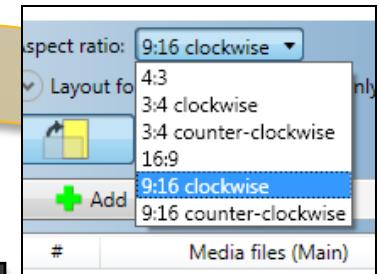 spect ratio: 9:16 clockwise
Layout fo
nly
4:3
3:4 clockwise
3:4 counter-clockwise
16:9
9:16 clockwise
9:16 counter-clockwise
Add
# Media files (Main)